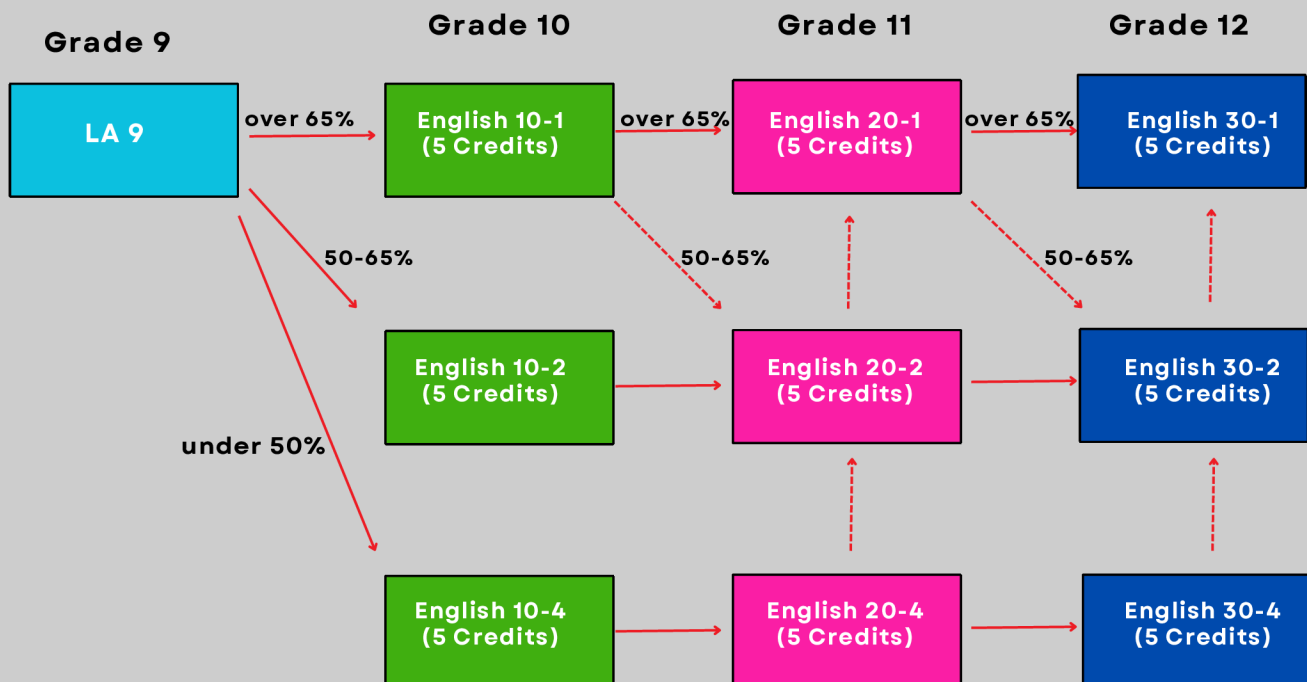 Grade 9
Grade 10
Grade 11
Grade 12
LA 9
over 65%
English 10-1
(5 Credits)
over 65%
English 20-1
(5 Credits)
over 65%
English 30-1
(5 Credits)
50-65%
50-65%
50-65%
English 10-2
(5 Credits)
English 20-2
(5 Credits)
English 30-2
(5 Credits)
under 50%
English 10-4
(5 Credits)
English 20-4
(5 Credits)
English 30-4
(5 Credits)